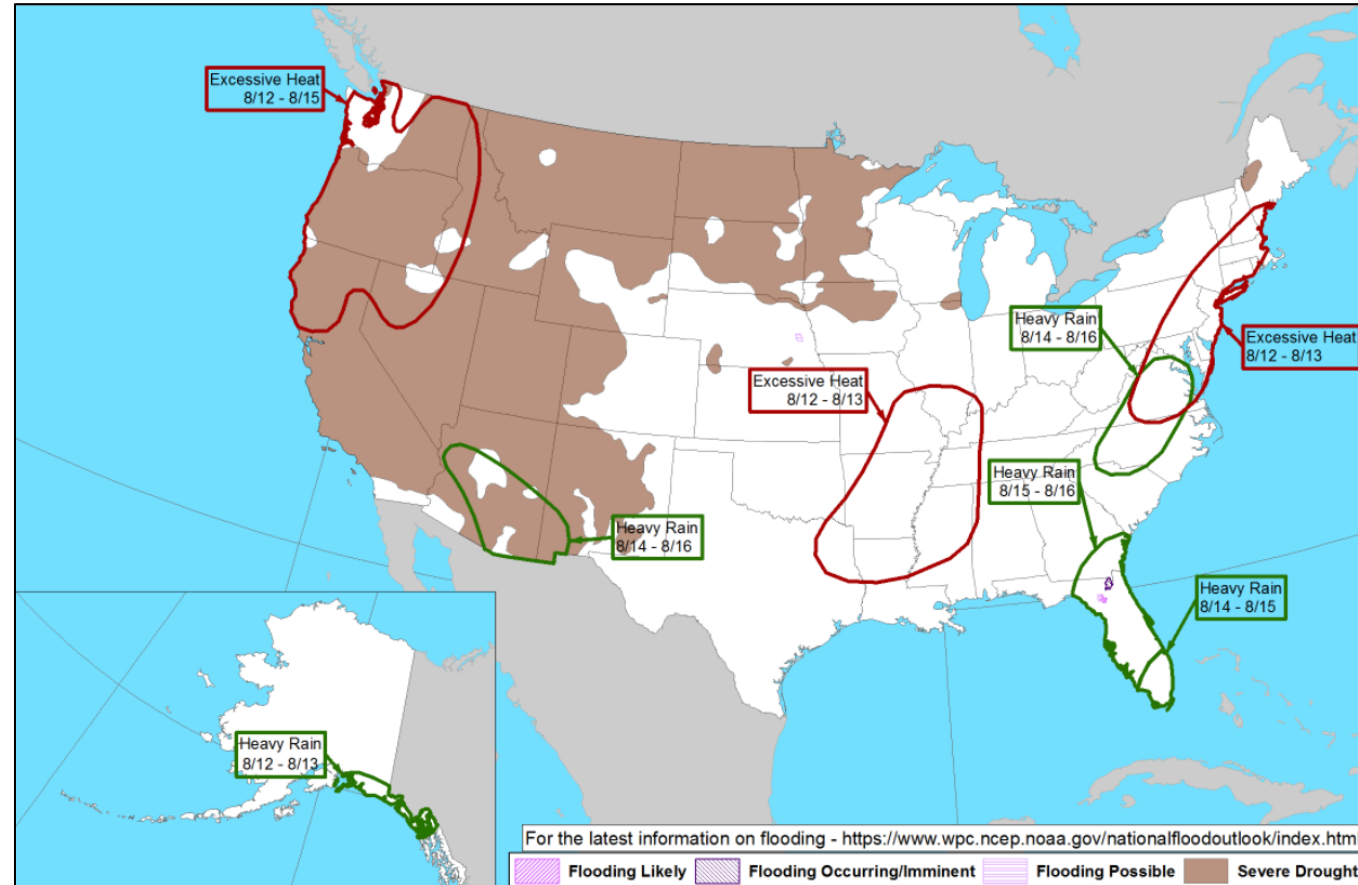 Excessive Heat
8/12 - 8/15
Heavy Rain
8/14 - 8/16
Excessive Heat
8/12 - 8/13
Excessive Heat
8/12 - 8/13
Heavy Rain
8/15 - 8/16
Heavy Rain
8/14 - 8/16
Heavy Rain
8/14 - 8/15
Heavy Rain
8/12 - 8/13
For the latest information on flooding - https://www.wpc.ncep.noaa.gov/nationalfloodoutlook/index.html
Flooding Likely Flooding Occurring/Imminent Flooding Possible Severe Drought